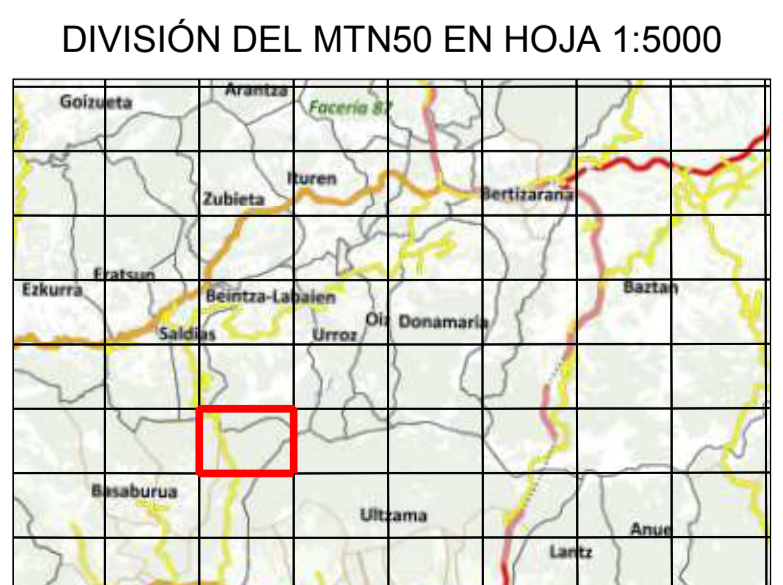 DIVISIÓN DEL MTN50 EN HOJA 1:5000
Arantza
Goizueta
Facería 87
Ituren
Zubieta
Bertizarana
Eratsun
Ezkurra
Beintza-Labaien
Baztan
Saldias
Urroz
Oiz
Donamaria
Basaburua
Ultzama
Anue
Lantz